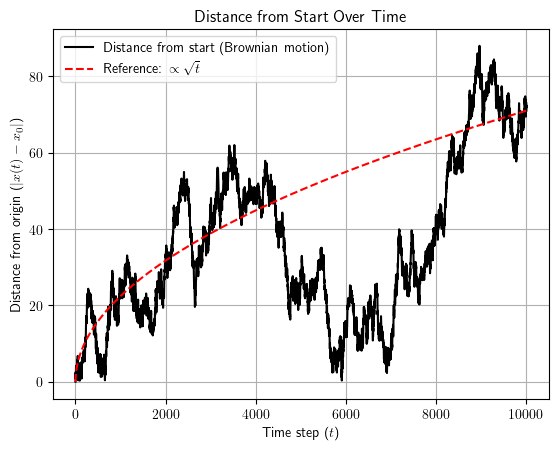 Distance from Start Over Time
Distance from start (Brownian motion)
Reference: ∝ √t
Distance from origin (|x(t) − x₀|)
80
60
40
20
0
0 2000 4000 6000 8000 10000
Time step (t)